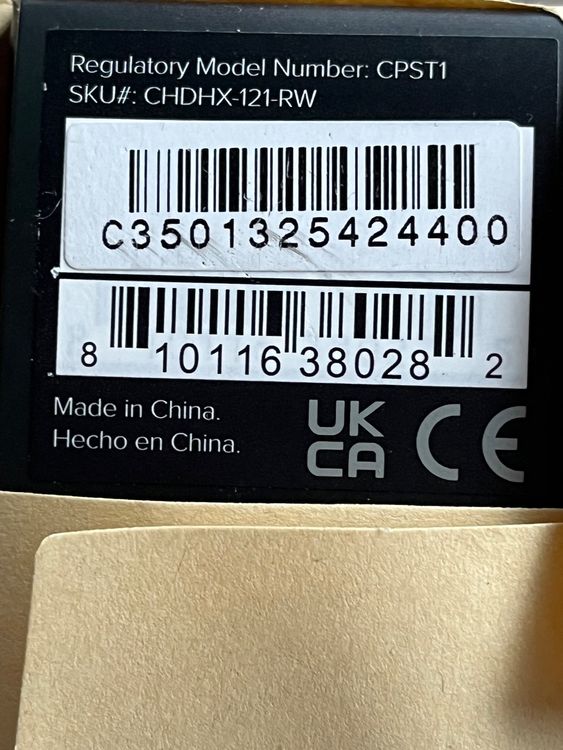 Regulatory Model Number: CPST1
SKU#: CHDHX-121-RW
C3501325424400
8 10116 38028 2
Made in China.
Hecho en China.
UK
CA
CE